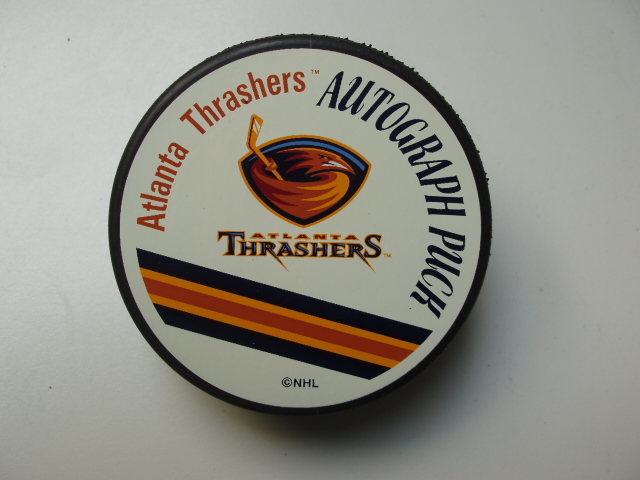 Atlanta Thrashers™
AUTOGRAPH PUCK
ATLANTA
THRASHERS™
©NHL